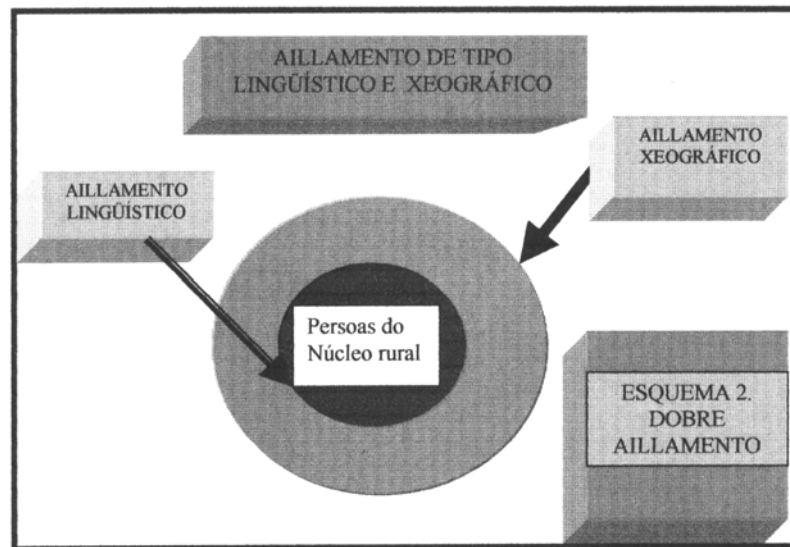 AILLAMENTO DE TIPO
LINGÜÍSTICO E XEOGRÁFICO
AILLAMENTO
XEOGRÁFICO
AILLAMENTO
LINGÜÍSTICO
Persoas do
Núcleo rural
ESQUEMA 2.
DOBRE
AILLAMENTO